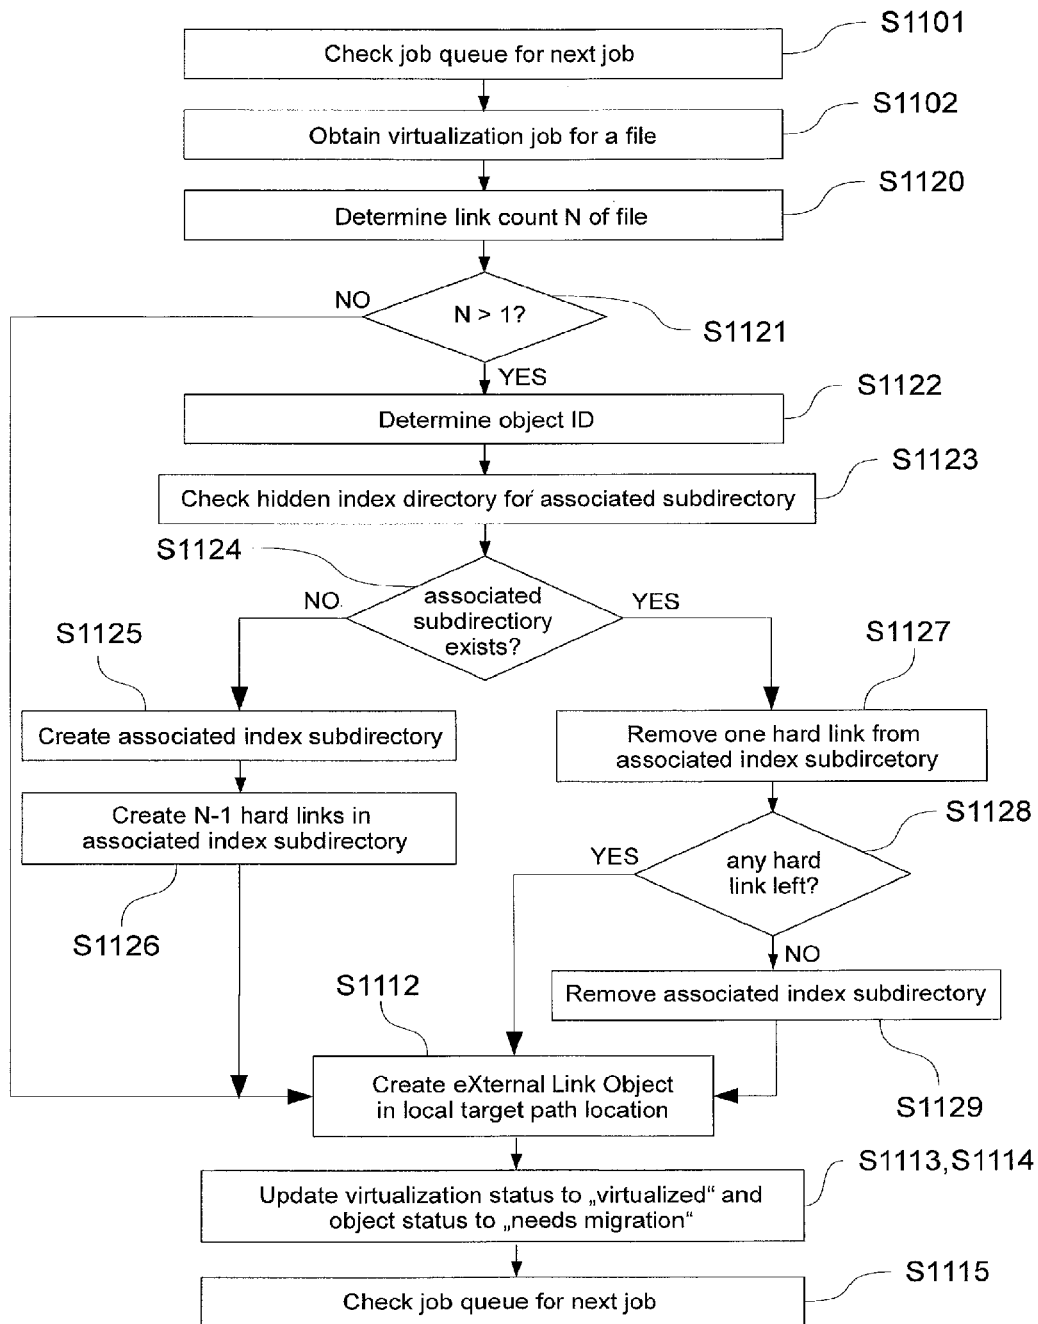 S1101
Check job queue for next job
S1102
Obtain virtualization job for a file
S1120
Determine link count N of file
NO
N > 1?
S1121
YES
S1122
Determine object ID
S1123
Check hidden index directory for associated subdirectory
S1124
NO
associated
subdirectiory
exists?
YES
S1125
S1127
Create associated index subdirectory
Remove one hard link from
associated index subdircetory
Create N-1 hard links in
associated index subdirectory
S1128
YES
any hard
link left?
S1126
NO
S1112
Remove associated index subdirectory
Create eXternal Link Object
in local target path location
S1129
S1113,S1114
Update virtualization status to „virtualized“ and
object status to „needs migration“
S1115
Check job queue for next job